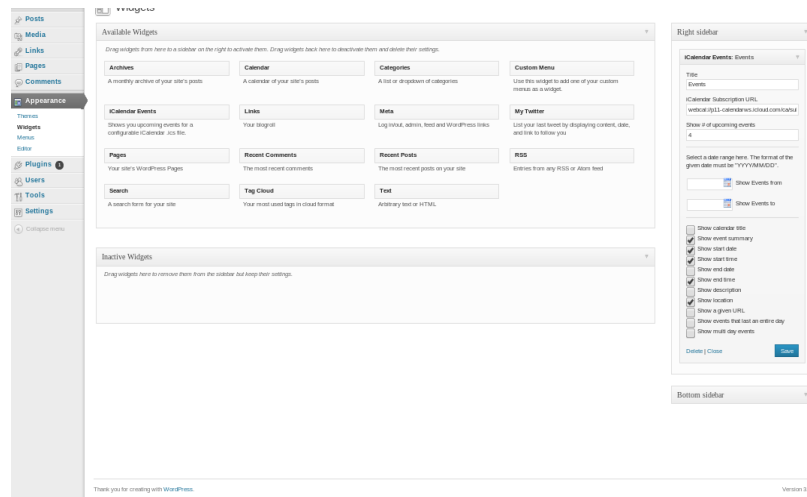 Widgets
Posts
Media
Links
Pages
Comments
Appearance
Themes
Widgets
Menus
Editor
Plugins 1
Users
Tools
Settings
Collapse menu
Available Widgets
Drag widgets from here to a sidebar on the right to activate them. Drag widgets back here to deactivate them and delete their settings.
Archives
A monthly archive of your site's posts
Calendar
A calendar of your site's posts
Categories
A list or dropdown of categories
Custom Menu
Use this widget to add one of your custom
menus as a widget.
iCalendar Events
Shows you upcoming events for a
configurable iCalendar .ics file.
Links
Your blogroll
Meta
Log in/out, admin, feed and WordPress links
My Twitter
List your last tweet by displaying content, date,
and link to follow you
Pages
Your site's WordPress Pages
Recent Comments
The most recent comments
Recent Posts
The most recent posts on your site
RSS
Entries from any RSS or Atom feed
Search
A search form for your site
Tag Cloud
Your most used tags in cloud format
Text
Arbitrary text or HTML
Inactive Widgets
Drag widgets here to remove them from the sidebar but keep their settings.
Right sidebar
iCalendar Events: Events
Title
Events
iCalendar Subscription URL
webcal://p11-calendarws.icloud.com/ca/sul
Show # of upcoming events
4
Select a date range here. The format of the
given date must be "YYYY/MM/DD".
Show Events from
Show Events to
Show calendar title
Show event summary
Show start date
Show start time
Show end date
Show end time
Show description
Show location
Show a given URL
Show events that last an entire day
Show multi day events
Delete | Close
Save
Bottom sidebar
Thank you for creating with WordPress.
Version 3